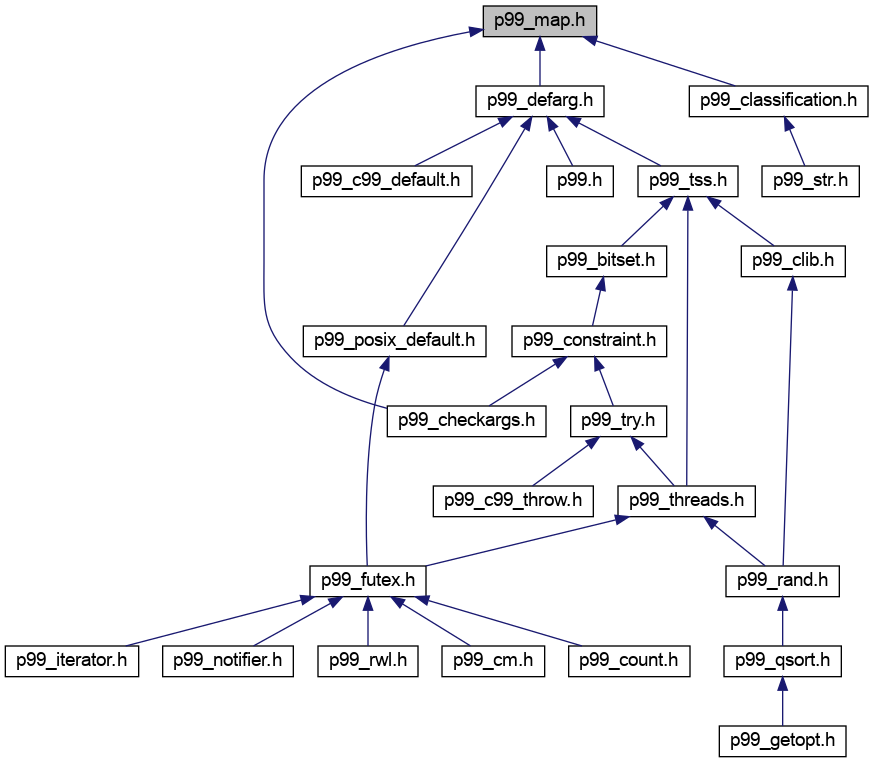 p99_map.h
p99_defarg.h
p99_classification.h
p99_c99_default.h
p99.h
p99_tss.h
p99_str.h
p99_bitset.h
p99_clib.h
p99_posix_default.h
p99_constraint.h
p99_checkargs.h
p99_try.h
p99_c99_throw.h
p99_threads.h
p99_futex.h
p99_rand.h
p99_iterator.h
p99_notifier.h
p99_rwl.h
p99_cm.h
p99_count.h
p99_qsort.h
p99_getopt.h